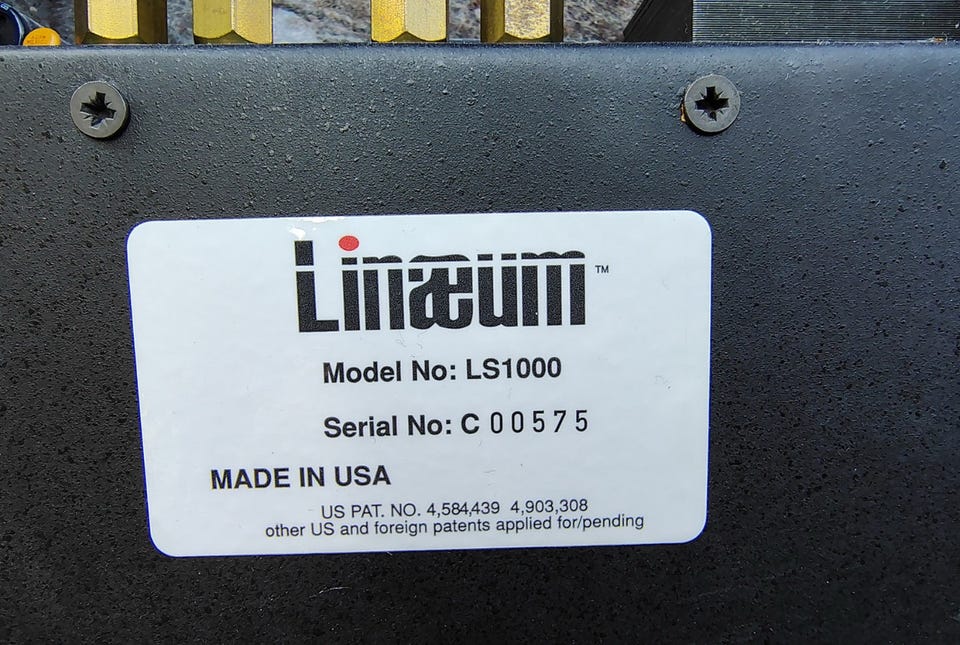 Linæum™
Model No: LS1000
Serial No: C 00575
MADE IN USA
US PAT. NO. 4,584,439 4,903,308
other US and foreign patents applied for/pending